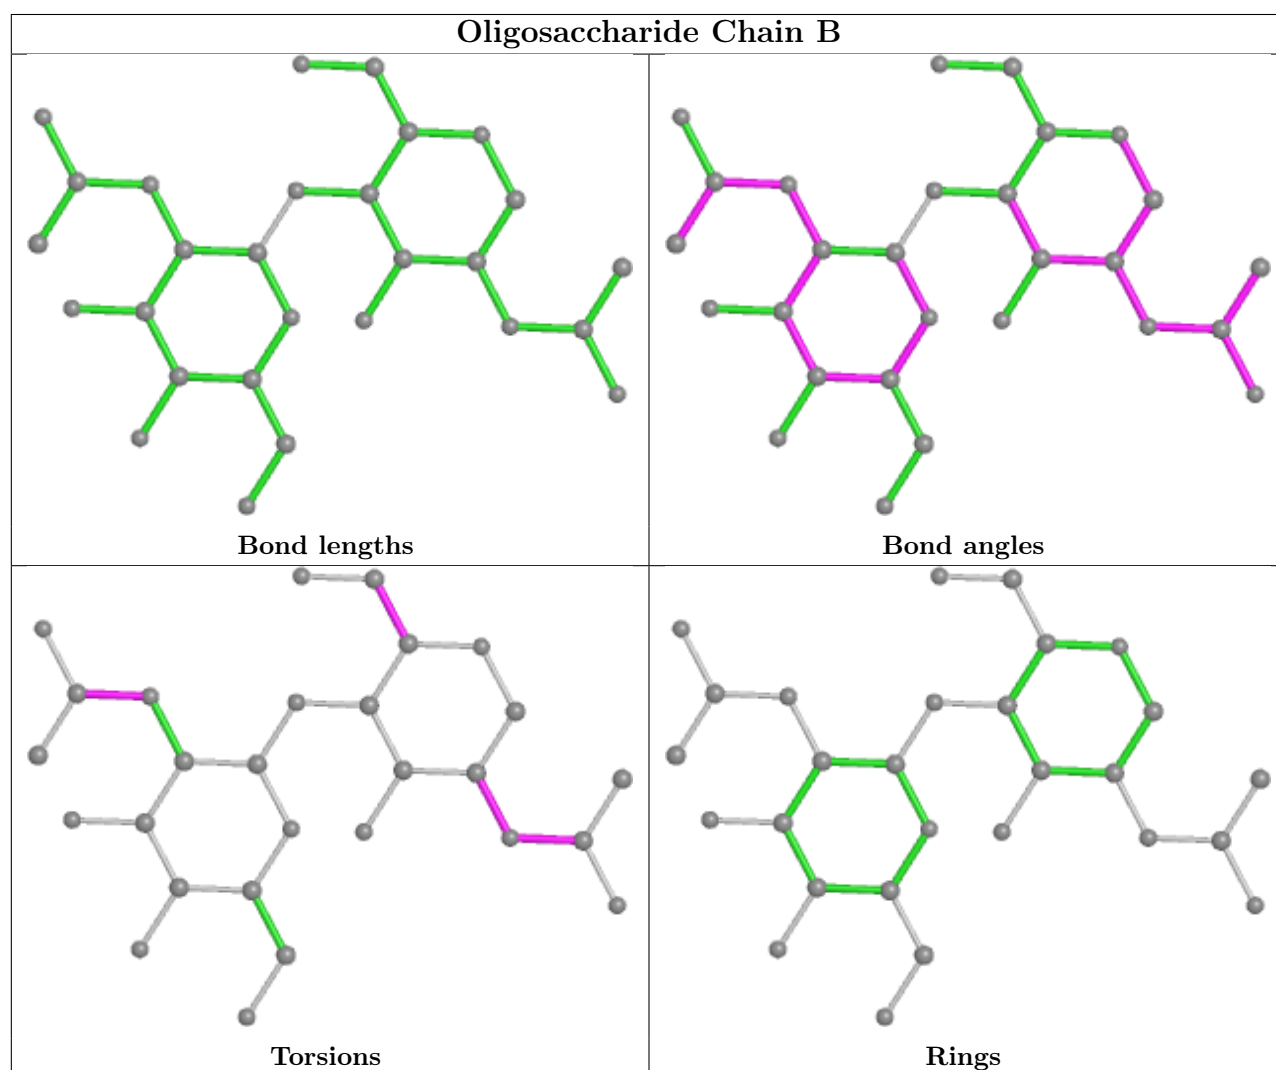 Oligosaccharide Chain B
Bond lengths
Bond angles
Torsions
Rings